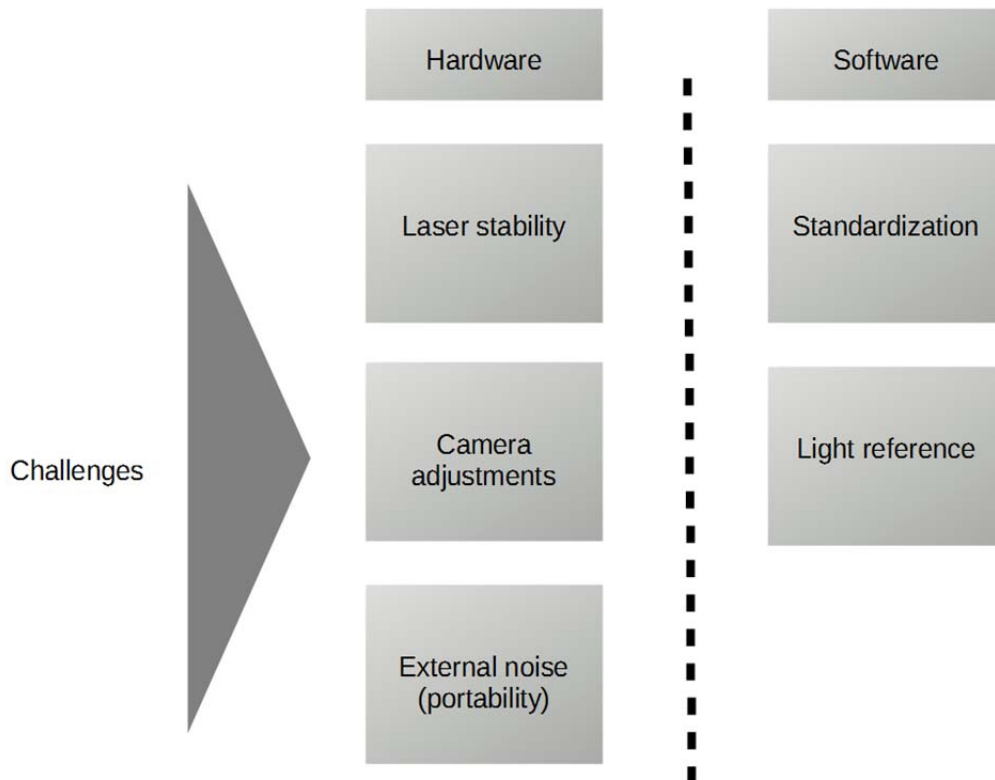 Hardware
Software
Laser stability
Standardization
Challenges
Camera
adjustments
Light reference
External noise
(portability)